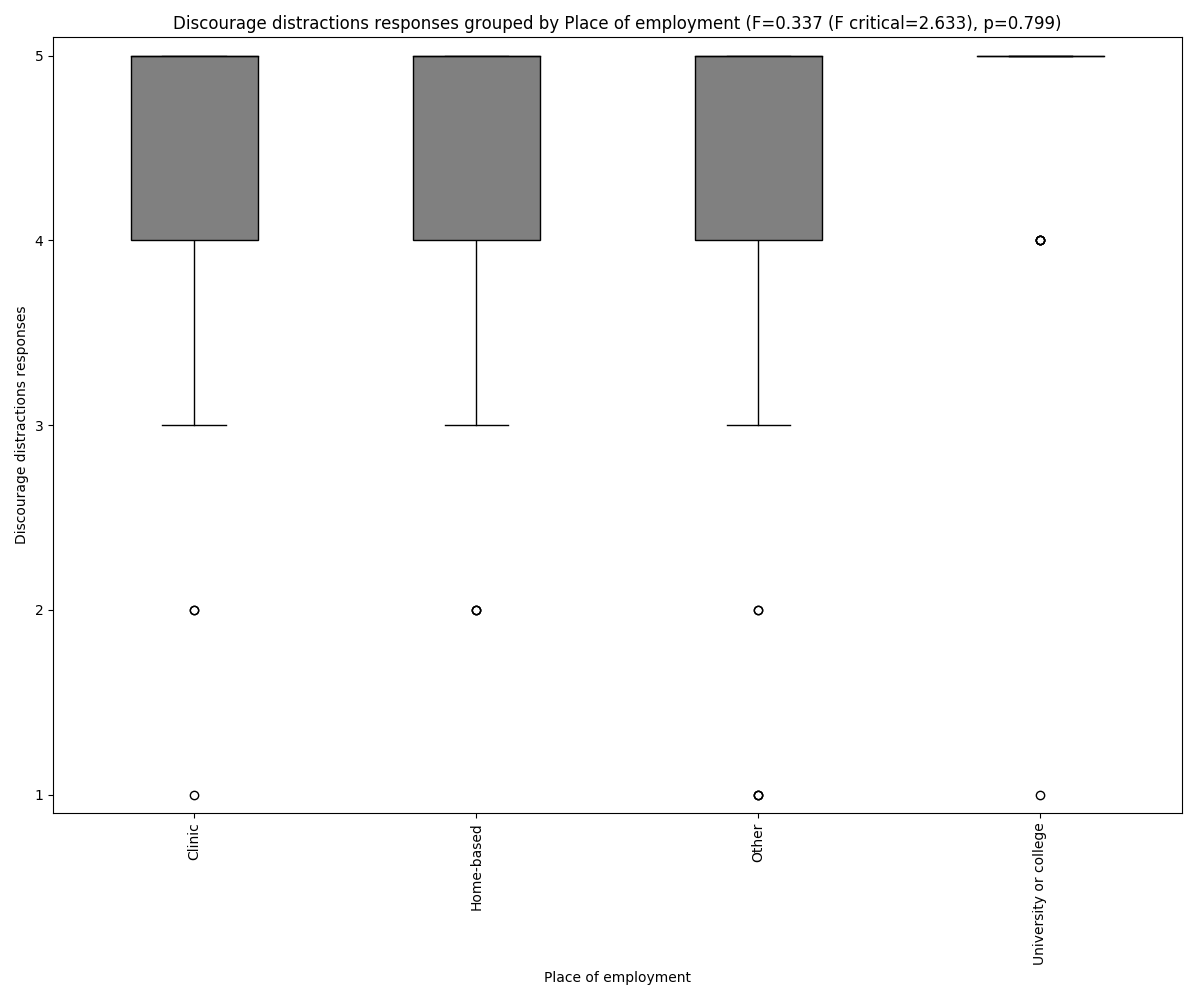 Discourage distractions responses grouped by Place of employment (F=0.337 (F critical=2.633), p=0.799)
5
4
3
2
1
Discourage distractions responses
Clinic
Home-based
Other
University or college
Place of employment